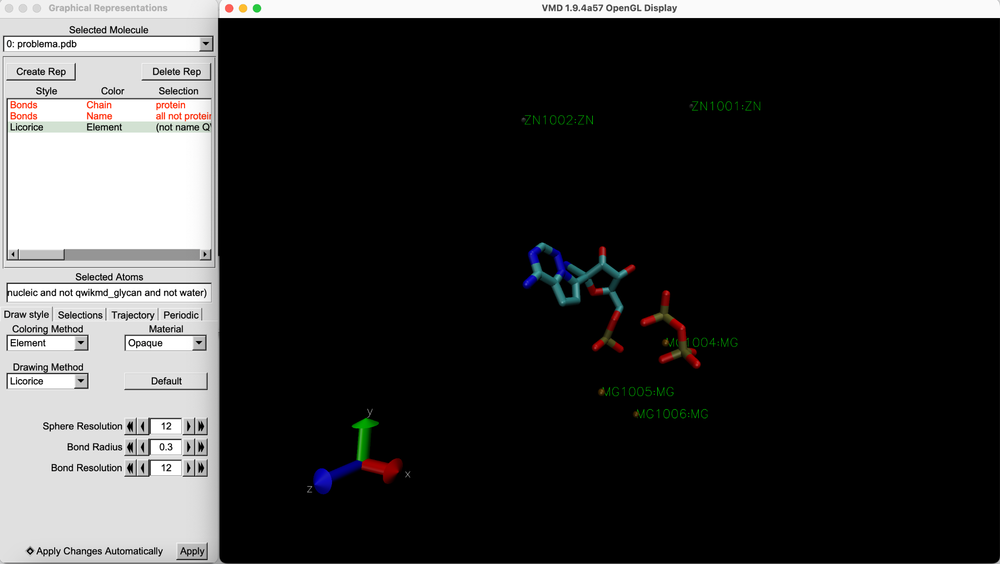 Graphical Representations
VMD 1.9.4a57 OpenGL Display
Selected Molecule
0: problema.pdb
Create Rep
Delete Rep
Style Color Selection
Bonds Chain protein
Bonds Name all not protein
Licorice Element (not name Q
Selected Atoms
nucleic and not qwikmd_glycan and not water)
Draw style Selections Trajectory Periodic
Coloring Method Material
Element Opaque
Drawing Method
Licorice Default
Sphere Resolution 12
Bond Radius 0.3
Bond Resolution 12
Apply Changes Automatically Apply
ZN1001:ZN
ZN1002:ZN
MG1004:MG
MG1005:MG
MG1006:MG
y
x
z